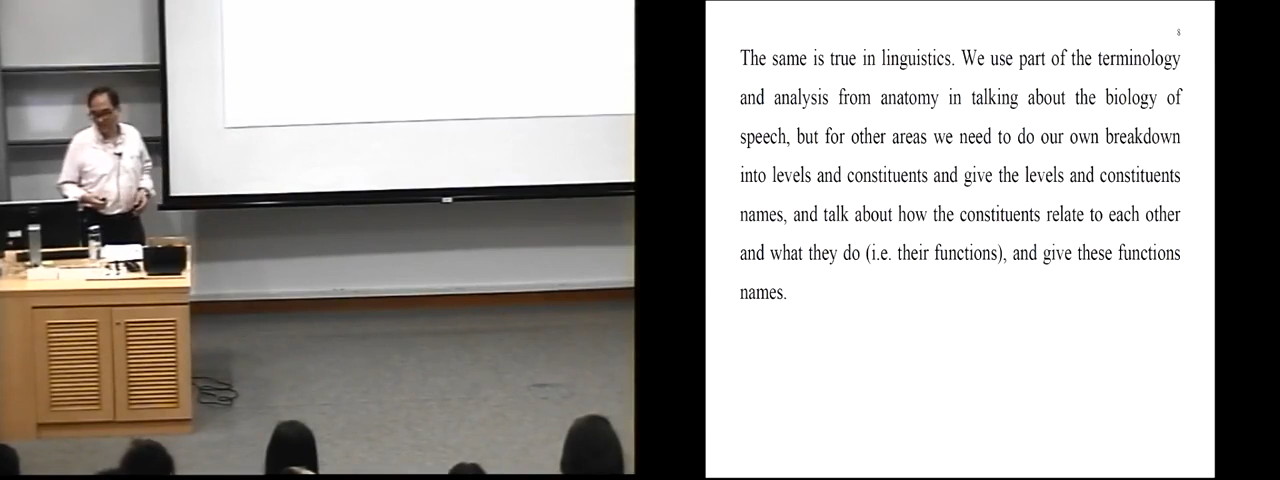 8
The same is true in linguistics. We use part of the terminology
and analysis from anatomy in talking about the biology of
speech, but for other areas we need to do our own breakdown
into levels and constituents and give the levels and constituents
names, and talk about how the constituents relate to each other
and what they do (i.e. their functions), and give these functions
names.